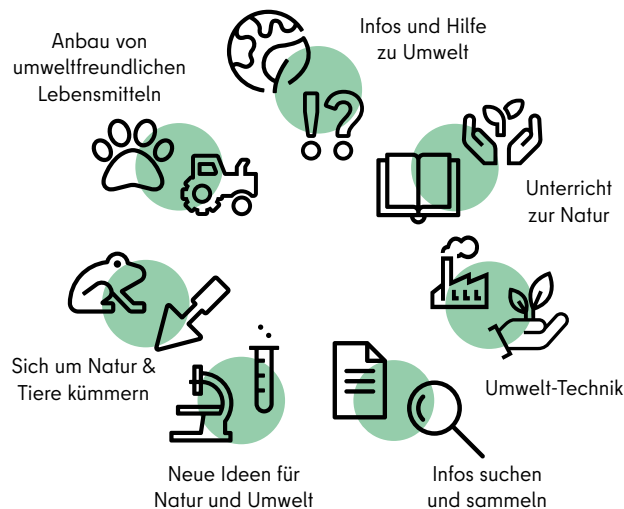 Infos und Hilfe
zu Umwelt
!?
Unterricht
zur Natur
Umwelt-Technik
Infos suchen
und sammeln
Neue Ideen für
Natur und Umwelt
Sich um Natur &
Tiere kümmern
Anbau von
umweltfreundlichen
Lebensmitteln